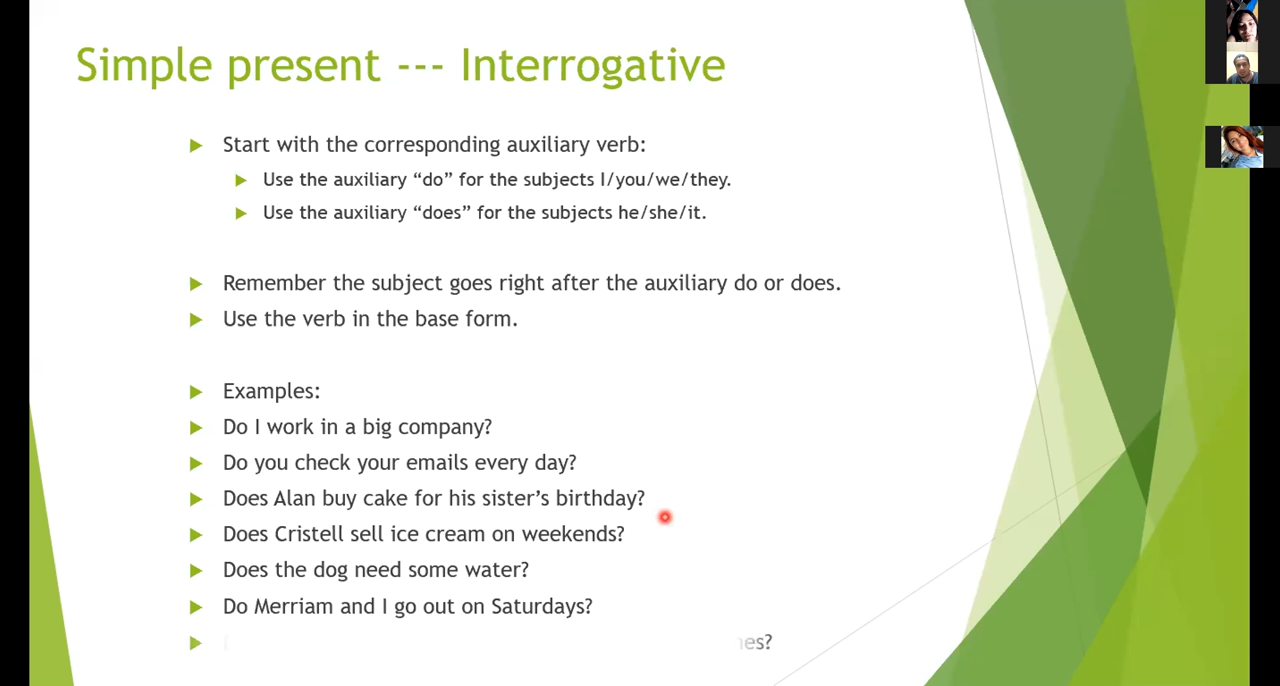 Simple present --- Interrogative
Start with the corresponding auxiliary verb:
Use the auxiliary “do” for the subjects I/you/we/they.
Use the auxiliary “does” for the subjects he/she/it.
Remember the subject goes right after the auxiliary do or does.
Use the verb in the base form.
Examples:
Do I work in a big company?
Do you check your emails every day?
Does Alan buy cake for his sister’s birthday?
Does Cristell sell ice cream on weekends?
Does the dog need some water?
Do Merriam and I go out on Saturdays?